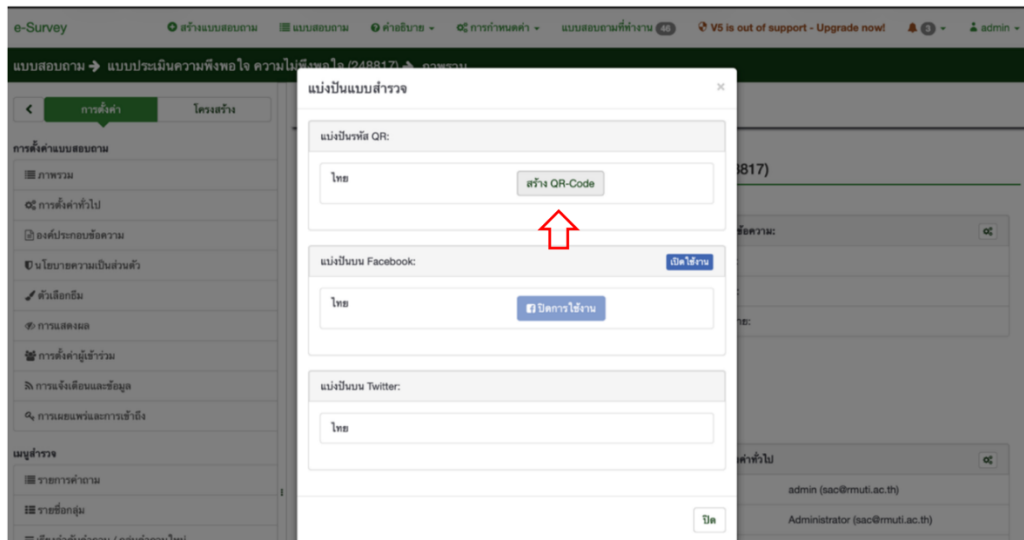 e-Survey
สร้างแบบสอบถาม
แบบสอบถาม
คำอธิบาย
การกำหนดค่า
แบบสอบถามที่ทำงาน 46
V5 is out of support - Upgrade now!
3
admin
แบบสอบถาม → แบบประเมินความพึงพอใจ ความไม่พึงพอใจ (248817) → ภาพรวม
การตั้งค่า
โครงสร้าง
การตั้งค่าแบบสอบถาม
ภาพรวม
การตั้งค่าทั่วไป
องค์ประกอบข้อความ
นโยบายความเป็นส่วนตัว
ตัวเลือกธีม
การแสดงผล
การตั้งค่าผู้เข้าร่วม
การแจ้งเตือนและข้อมูล
การเผยแพร่และการเข้าถึง
เมนูสำรวจ
รายการคำถาม
รายชื่อกลุ่ม
แบ่งปันแบบสำรวจ
×
แบ่งปันรหัส QR:
ไทย
สร้าง QR-Code
แบ่งปันบน Facebook:
เปิดใช้งาน
ไทย
ปิดการใช้งาน
แบ่งปันบน Twitter:
ไทย
ปิด
8817)
ข้อความ:
าย:
ค่าทั่วไป
admin (sac@rmuti.ac.th)
Administrator (sac@rmuti.ac.th)